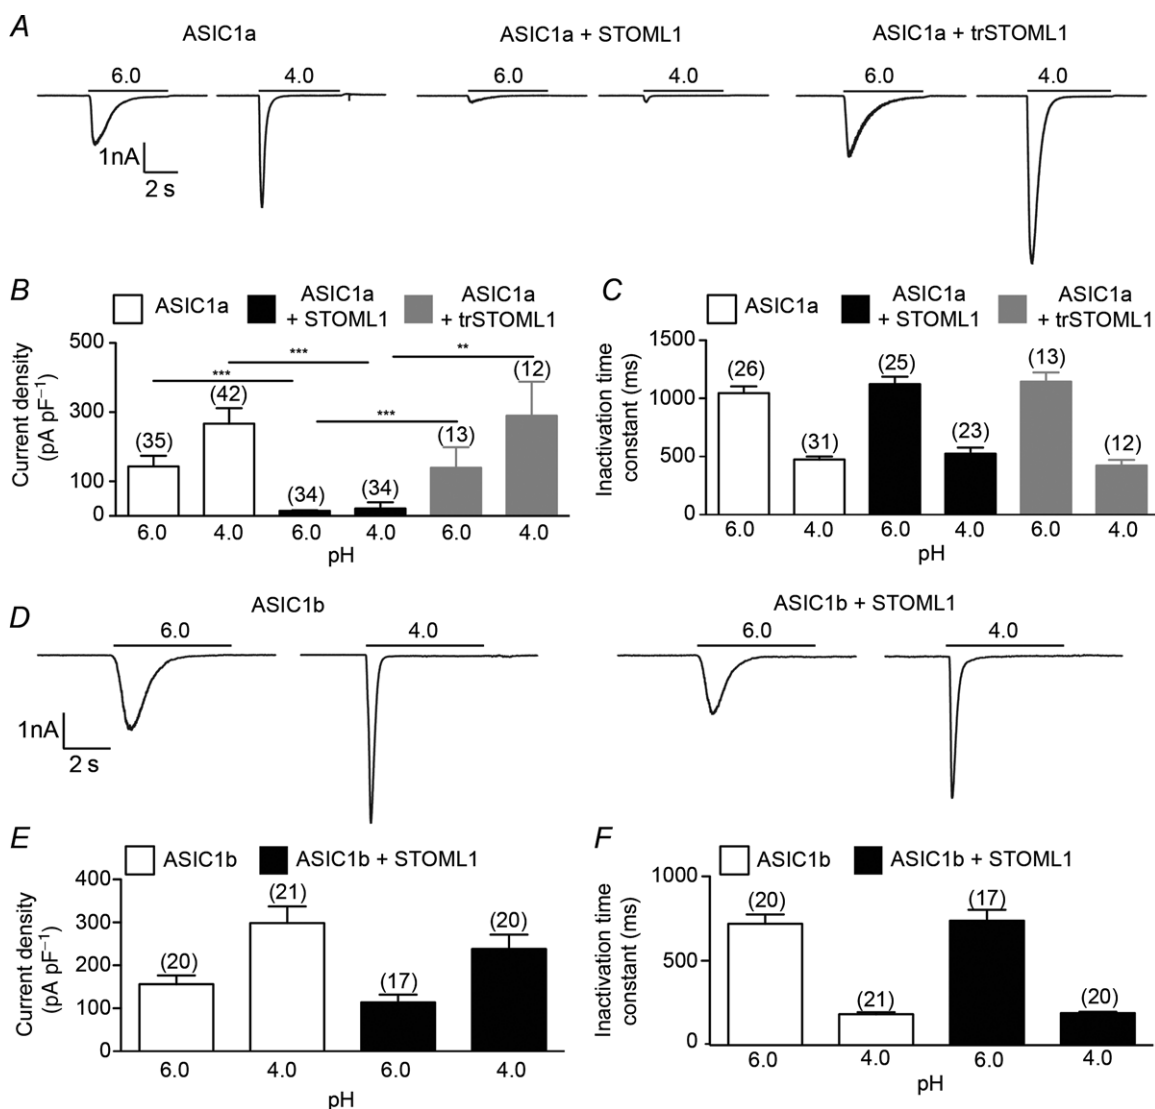 A
ASIC1a
ASIC1a + STOML1
ASIC1a + trSTOML1
6.0
4.0
6.0
4.0
6.0
4.0
1nA
2 s
B
ASIC1a
ASIC1a
+ STOML1
ASIC1a
+ trSTOML1
Current density
(pA pF⁻¹)
500
300
100
0
***
***
**
***
(35)
(42)
(34)
(34)
(13)
(12)
6.0
4.0
6.0
4.0
6.0
4.0
pH
C
ASIC1a
ASIC1a
+ STOML1
ASIC1a
+ trSTOML1
Inactivation time
constant (ms)
1500
1000
500
0
(26)
(31)
(25)
(23)
(13)
(12)
6.0
4.0
6.0
4.0
6.0
4.0
pH
D
ASIC1b
ASIC1b + STOML1
6.0
4.0
6.0
4.0
1nA
2 s
E
ASIC1b
ASIC1b + STOML1
Current density
(pA pF⁻¹)
400
300
200
100
0
(20)
(21)
(17)
(20)
6.0
4.0
6.0
4.0
pH
F
ASIC1b
ASIC1b + STOML1
Inactivation time
constant (ms)
1000
500
0
(20)
(21)
(17)
(20)
6.0
4.0
6.0
4.0
pH